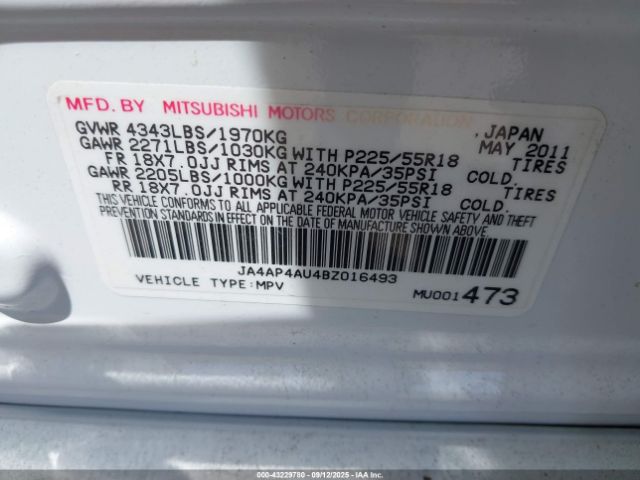 MFD. BY MITSUBISHI MOTORS CORPORATION JAPAN
GVWR 4343LBS/1970KG MAY 2011
GAWR 2271LBS/1030KG WITH P225/55R18 TIRES
FR 18X7.0JJ RIMS AT 240KPA/35PSI COLD.
GAWR 2205LBS/1000KG WITH P225/55R18 TIRES
RR 18X7.0JJ RIMS AT 240KPA/35PSI COLD.
THIS VEHICLE CONFORMS TO ALL APPLICABLE FEDERAL MOTOR VEHICLE SAFETY AND THEFT
PREVENTION STANDARDS IN EFFECT ON THE DATE OF MANUFACTURE SHOWN ABOVE.
JA4AP4AU4BZ016493
VEHICLE TYPE:MPV MU001473
© COPART - 43229780 - 09/12/2025 - © IAA